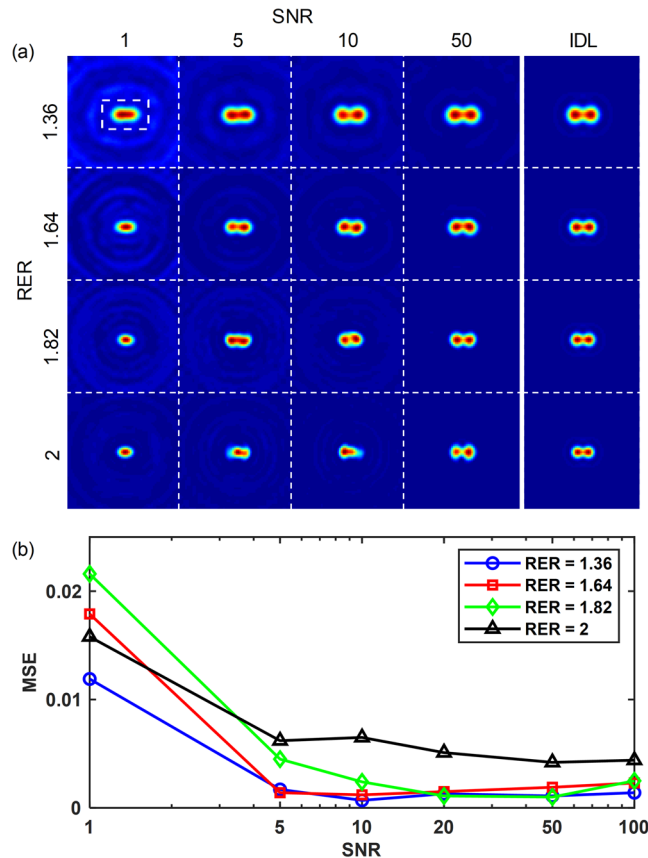 SNR
1 5 10 50 IDL
(a)
RER
1.36
1.64
1.82
2
(b)
MSE
0.02
0.01
0
RER = 1.36
RER = 1.64
RER = 1.82
RER = 2
1 5 10 20 50 100
SNR